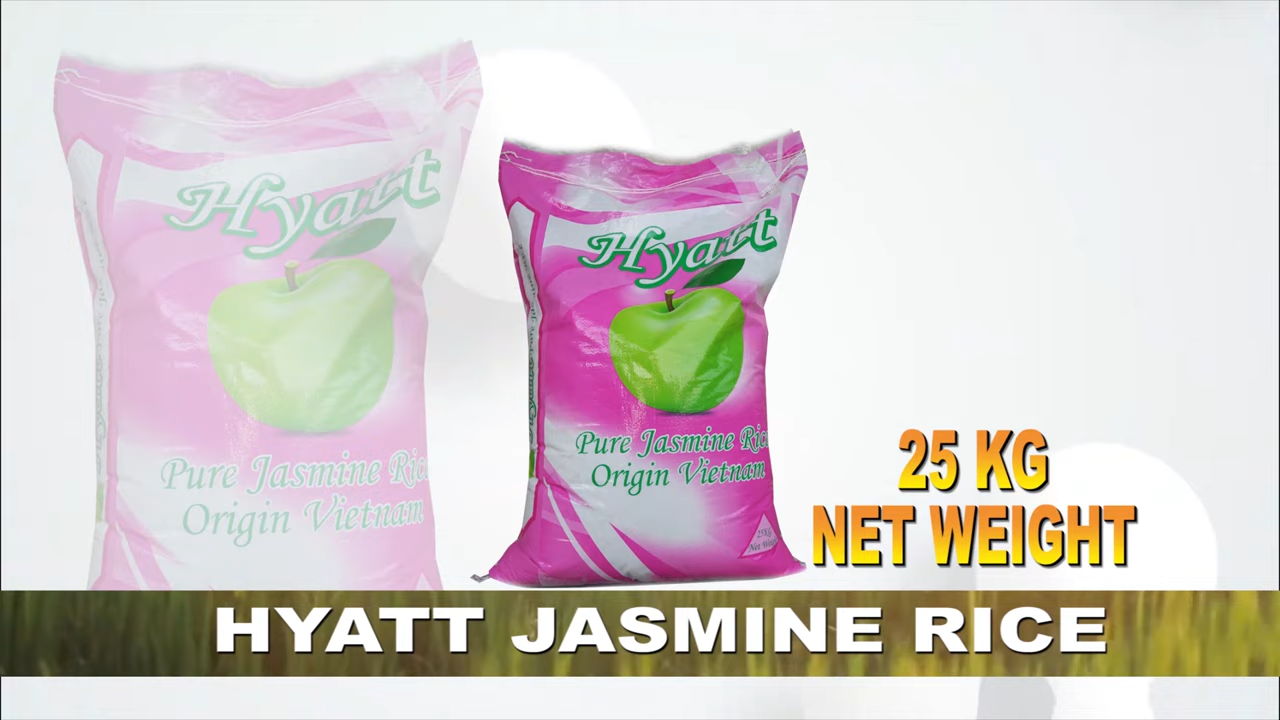 Hyatt
Pure Jasmine Rice
Origin Vietnam
Hyatt
Pure Jasmine Rice
Origin Vietnam
25Kg
25 KG
NET WEIGHT
HYATT JASMINE RICE